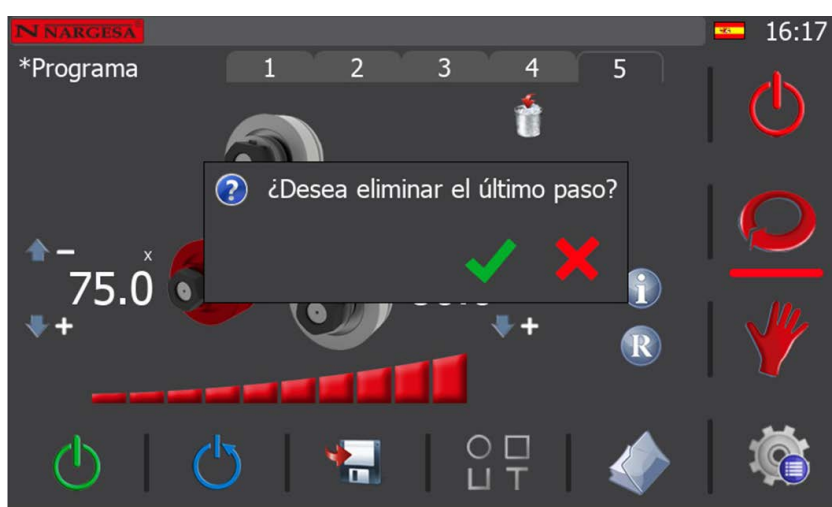 N NARGESA
16:17
*Programa
1 2 3 4 5
¿Desea eliminar el último paso?
−
x
75.0
+
+
i
R